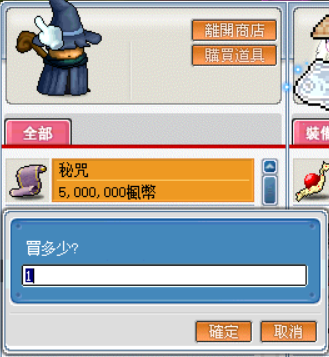 離開商店
購買道具
全部
裝備
秘咒
5,000,000楓幣
買多少?
1
確定
取消